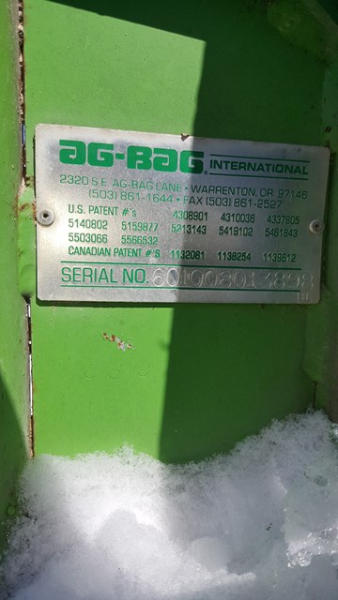 AG-BAG® INTERNATIONAL
2320 S.E. AG-BAG LANE • WARRENTON, OR. 97146
(503) 861-1644 • FAX (503) 861-2527
U.S. PATENT #'s 4308901 4310036 4337805
5140802 5159877 5213143 5419102 5461843
5503066 5566532
CANADIAN PATENT #'S 1132061 1138254 1139612
SERIAL NO.